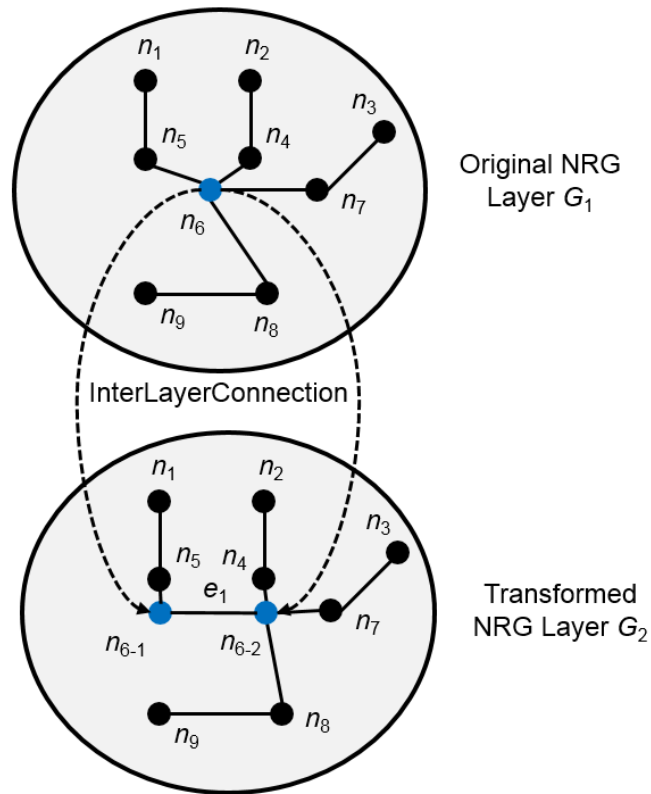 n1
n2
n3
n5
n4
n7
n6
n9
n8
Original NRG
Layer G1
InterLayerConnection
n1
n2
n3
n5
n4
e1
n7
n6-1
n6-2
n9
n8
Transformed
NRG Layer G2